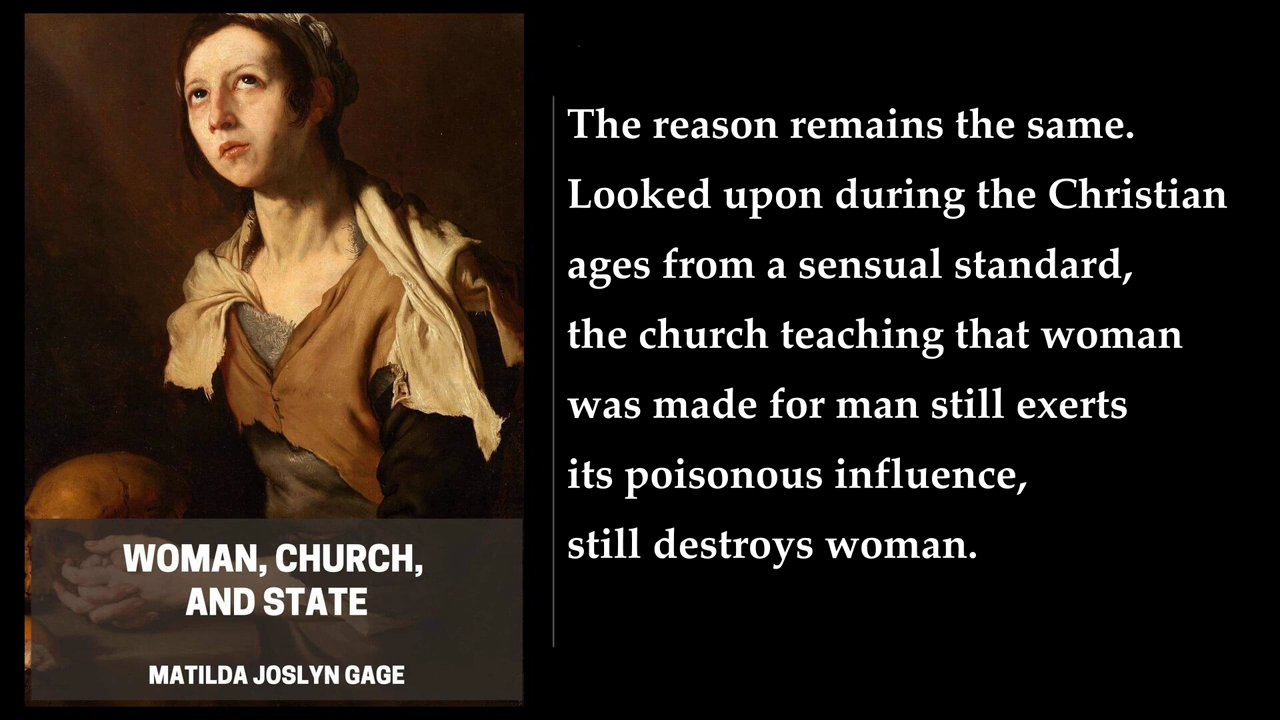 WOMAN, CHURCH,
AND STATE
MATILDA JOSLYN GAGE
The reason remains the same.
Looked upon during the Christian
ages from a sensual standard,
the church teaching that woman
was made for man still exerts
its poisonous influence,
still destroys woman.